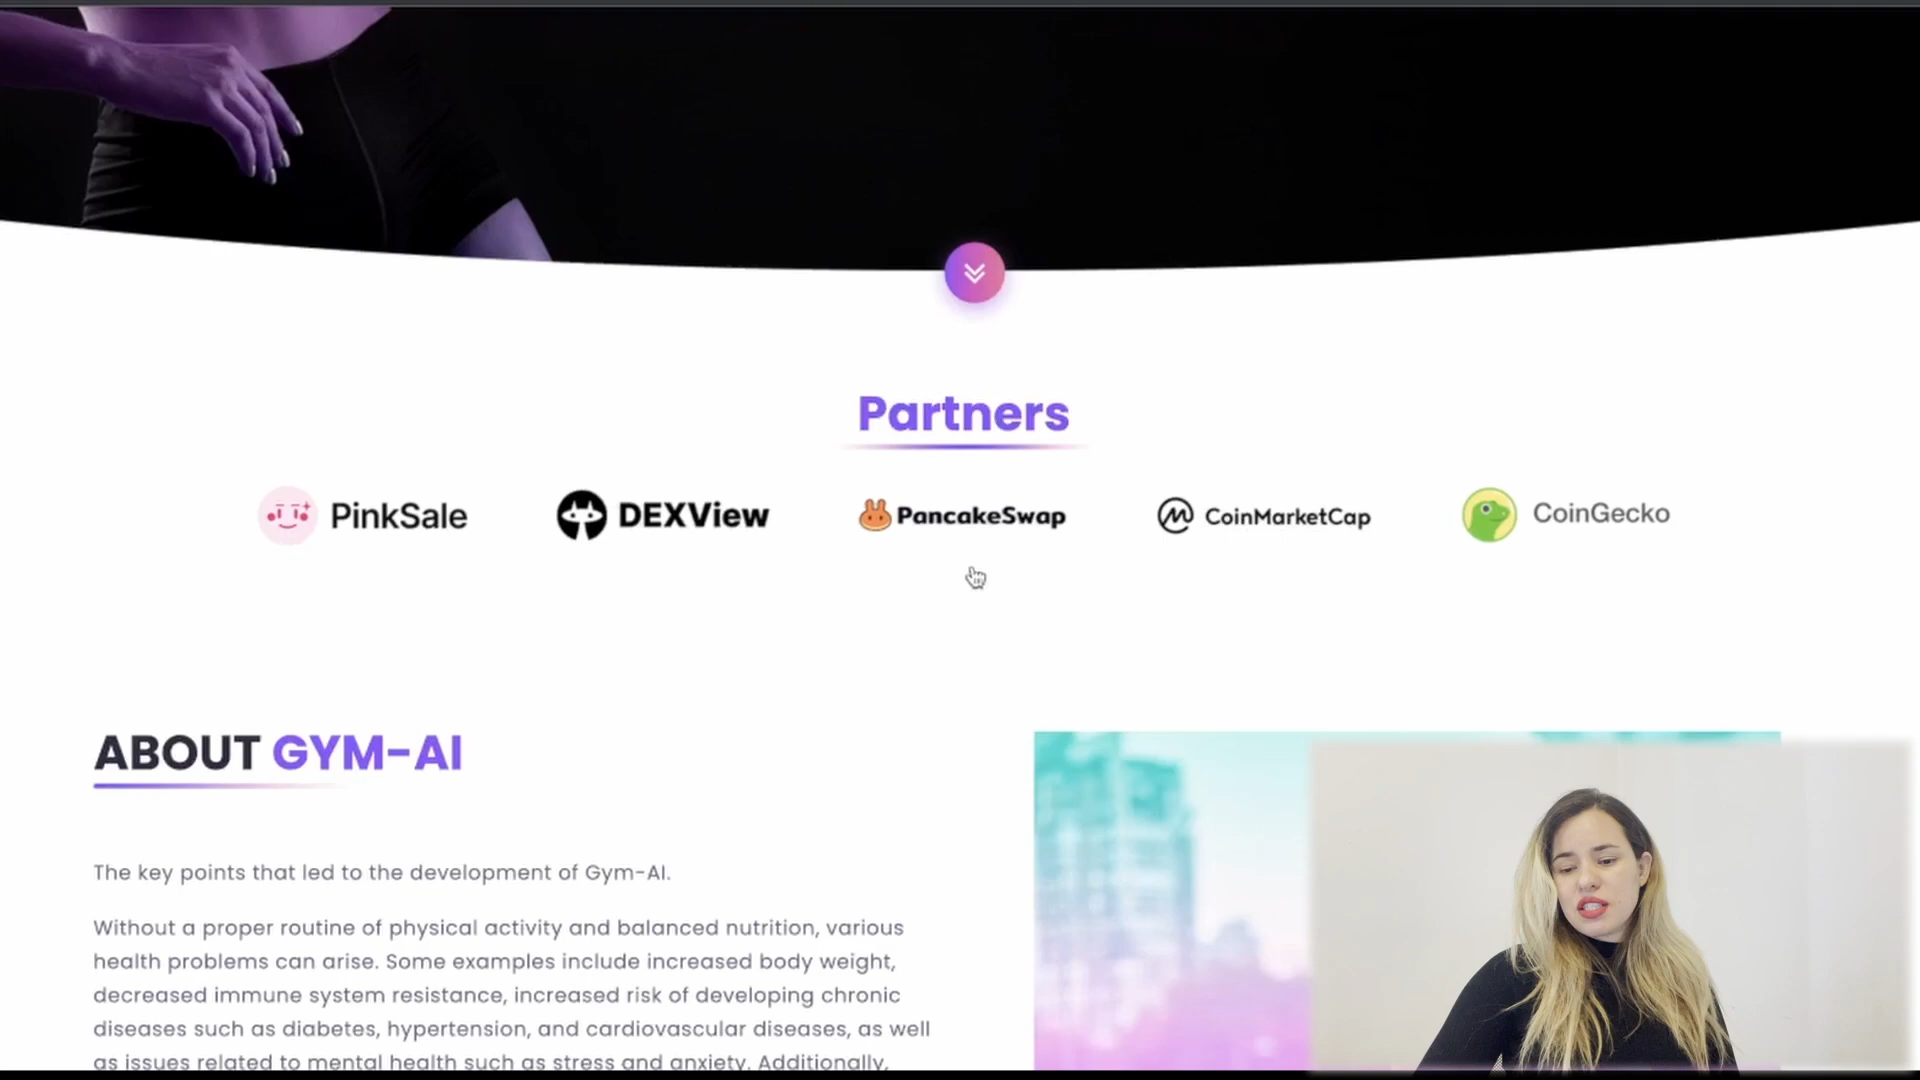 Partners
PinkSale DEXView PancakeSwap CoinMarketCap CoinGecko
ABOUT GYM-AI
The key points that led to the development of Gym-AI.
Without a proper routine of physical activity and balanced nutrition, various
health problems can arise. Some examples include increased body weight,
decreased immune system resistance, increased risk of developing chronic
diseases such as diabetes, hypertension, and cardiovascular diseases, as well
as issues related to mental health such as stress and anxiety. Additionally,